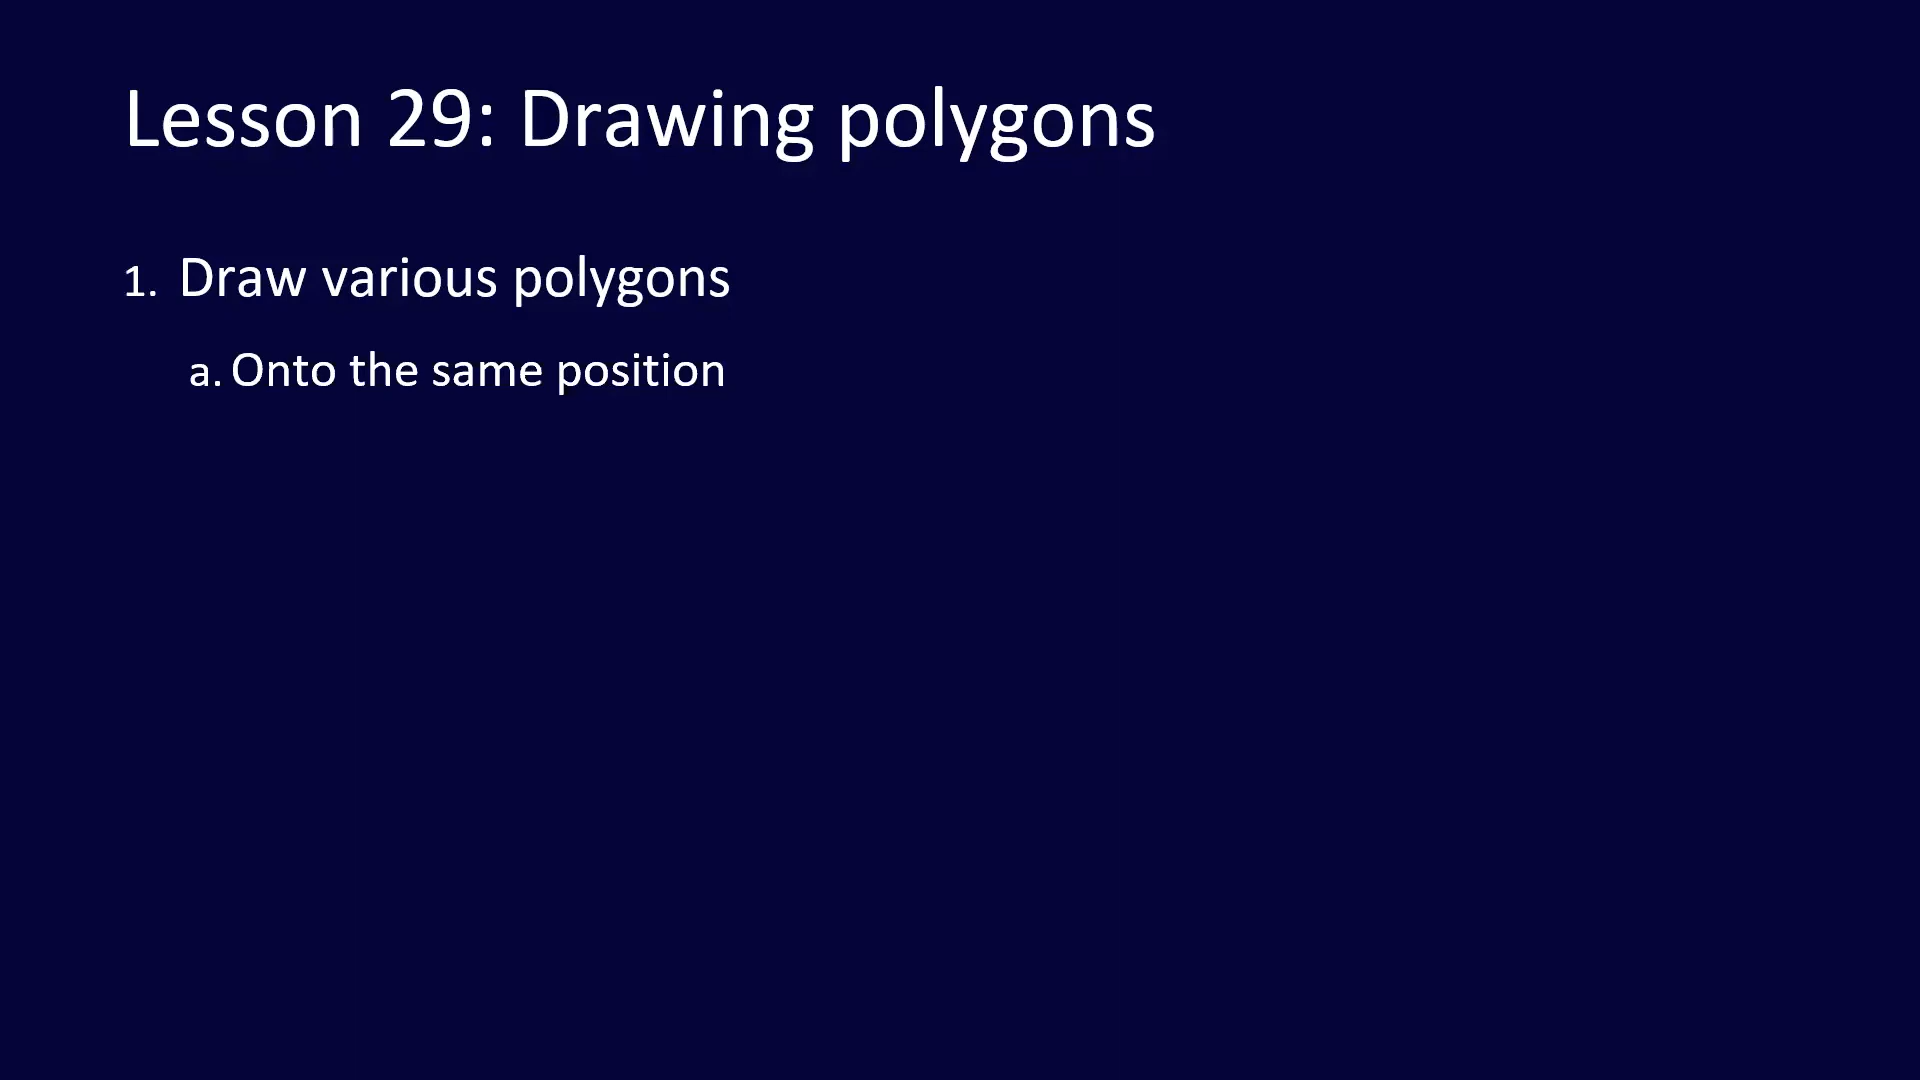 Lesson 29: Drawing polygons
1. Draw various polygons
a. Onto the same position